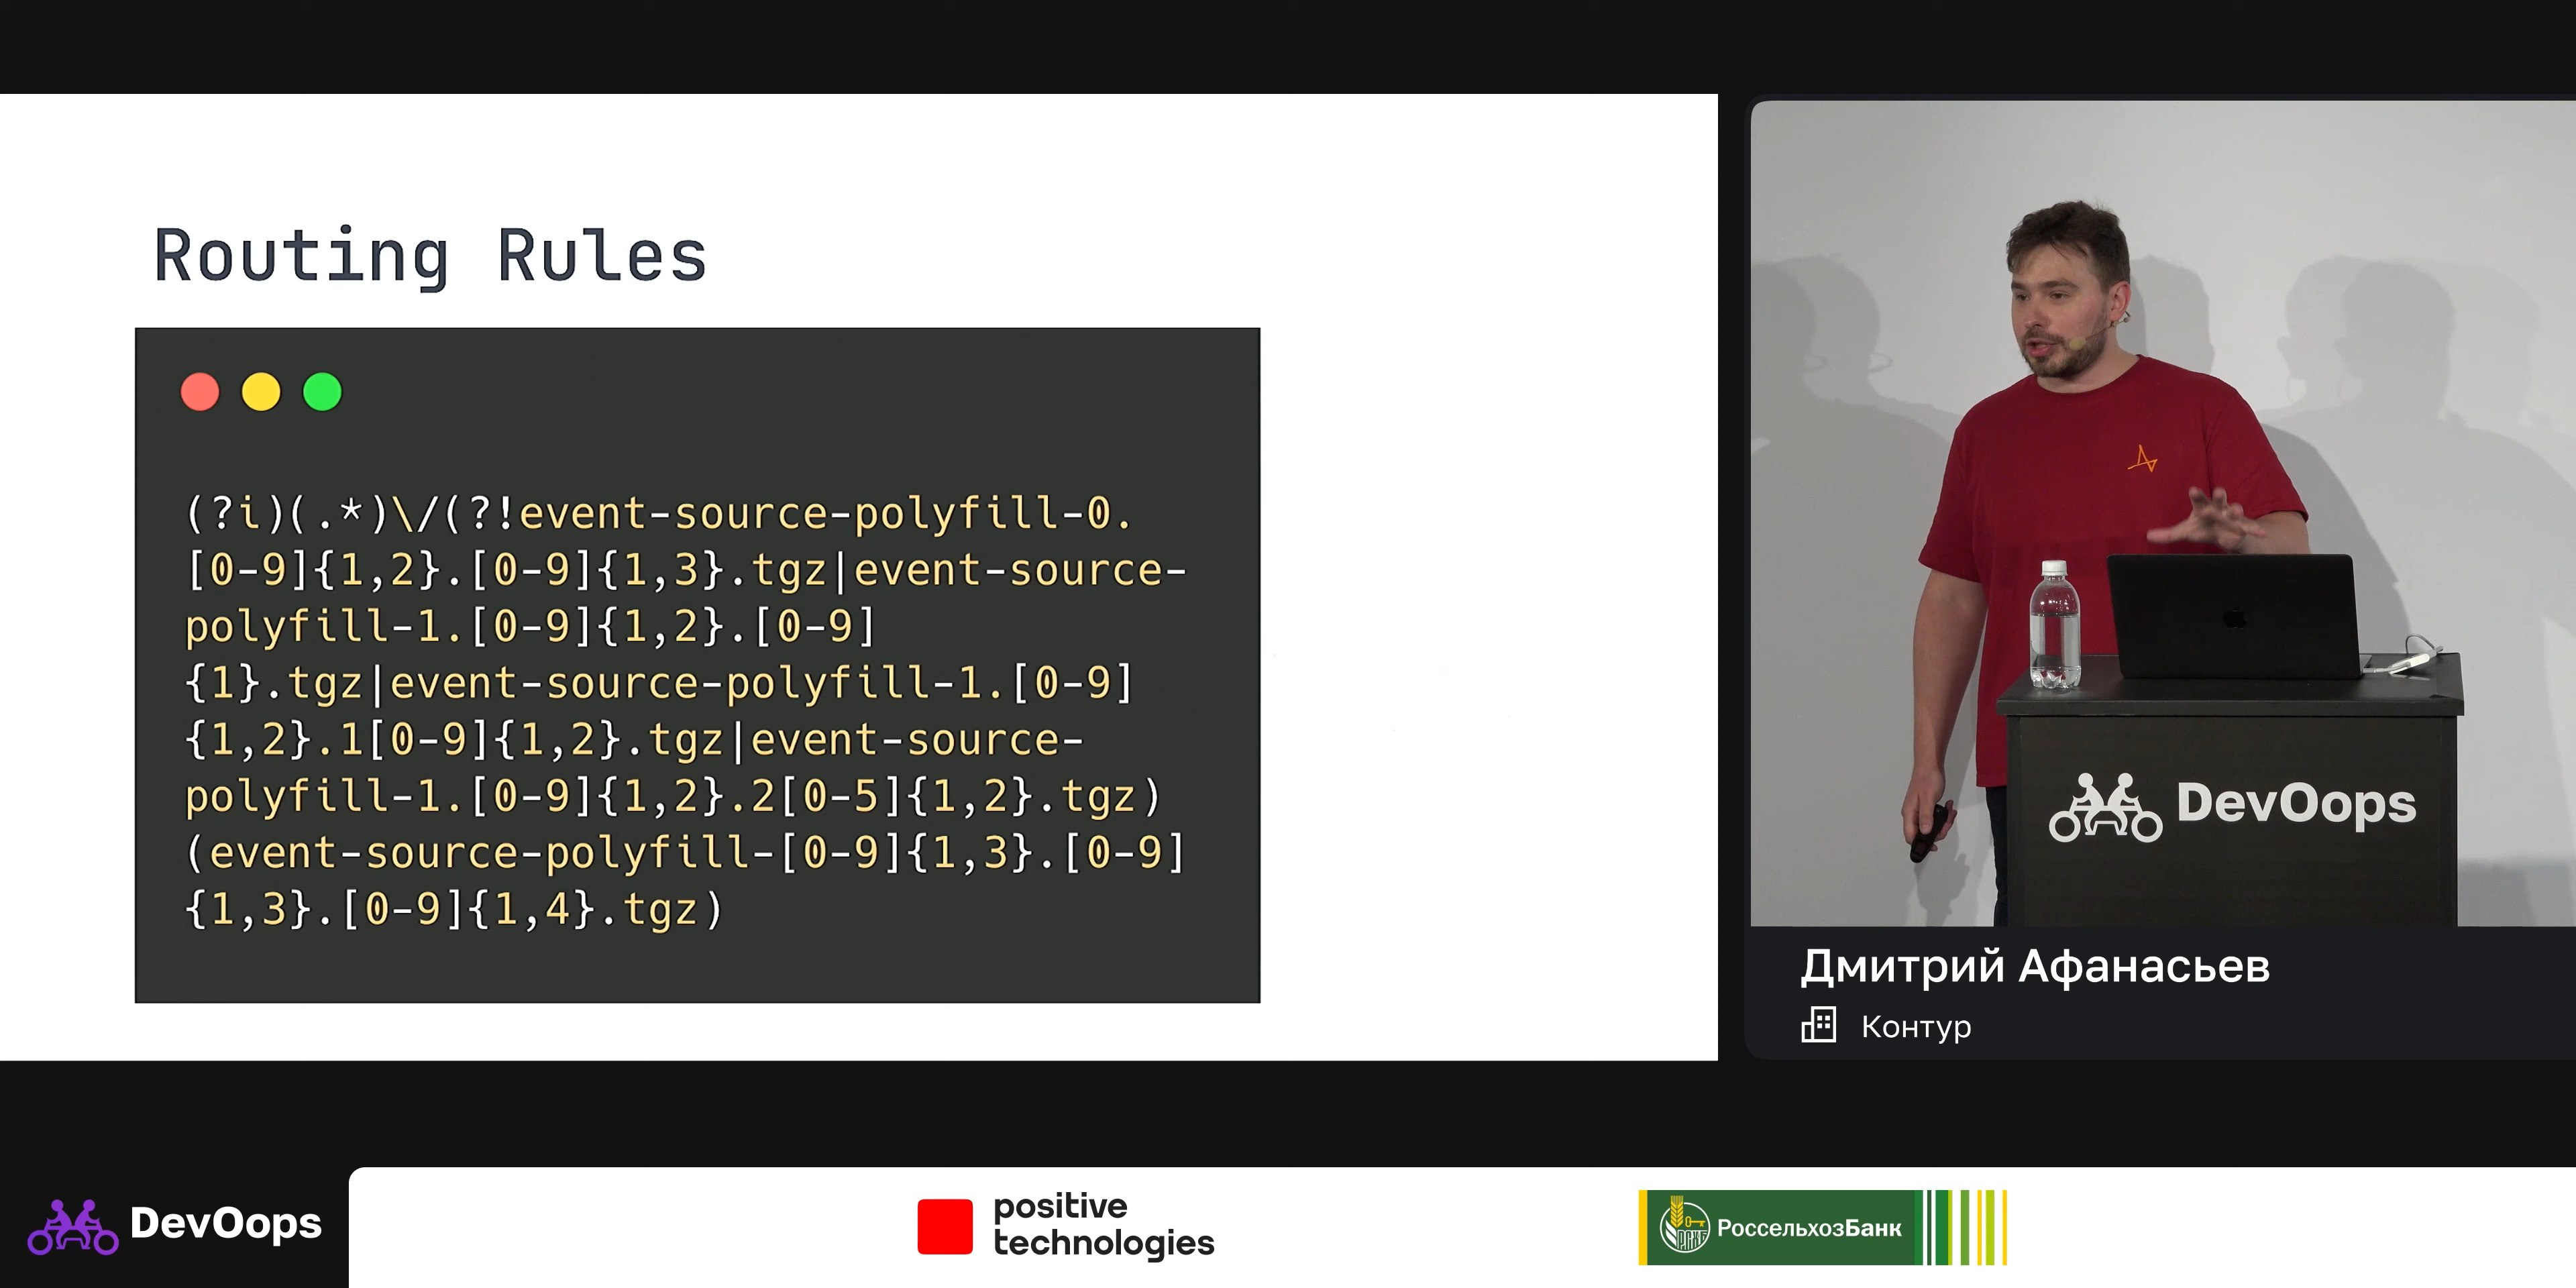 Routing Rules
(?i)(.*)\/(?!event-source-polyfill-0.
[0-9]{1,2}.[0-9]{1,3}.tgz|event-source-
polyfill-1.[0-9]{1,2}.[0-9]
{1}.tgz|event-source-polyfill-1.[0-9]
{1,2}.1[0-9]{1,2}.tgz|event-source-
polyfill-1.[0-9]{1,2}.2[0-5]{1,2}.tgz)
(event-source-polyfill-[0-9]{1,3}.[0-9]
{1,3}.[0-9]{1,4}.tgz)
DevOops
Дмитрий Афанасьев
Контур
DevOops
positive
technologies
РСХБ
РоссельхозБанк